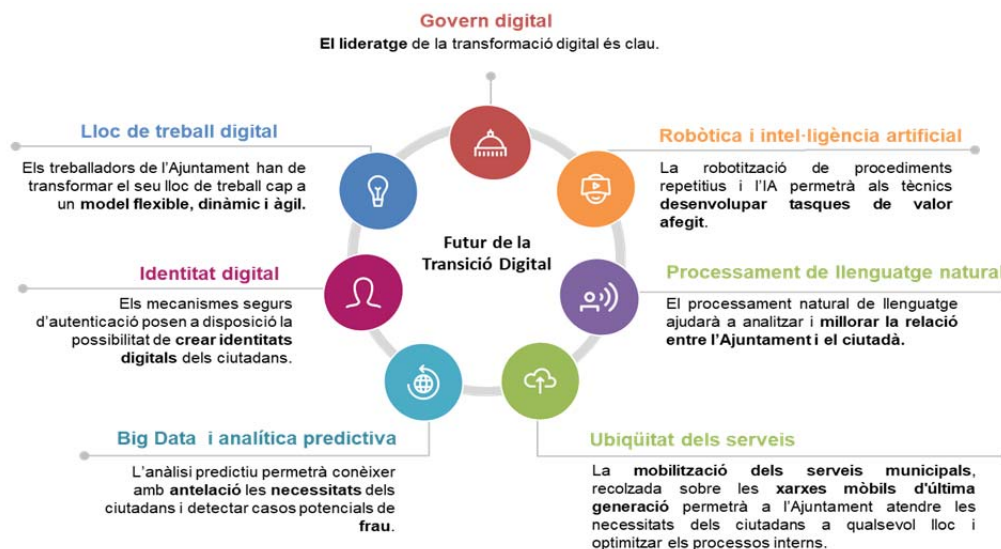 Govern digital
El lideratge de la transformació digital és clau.
Lloc de treball digital
Els treballadors de l'Ajuntament han de
transformar el seu lloc de treball cap a
un model flexible, dinàmic i àgil.
Robòtica i intel·ligència artificial
La robotització de procediments
repetitius i l'IA permetrà als tècnics
desenvolupar tasques de valor
afegit.
Futur de la
Transició Digital
Identitat digital
Els mecanismes segurs
d'autenticació posen a disposició la
possibilitat de crear identitats
digitals dels ciutadans.
Processament de llenguatge natural
El processament natural de llenguatge
ajudarà a analitzar i millorar la relació
entre l'Ajuntament i el ciutadà.
Big Data i analítica predictiva
L'anàlisi predictiu permetrà conèixer
amb antelació les necessitats dels
ciutadans i detectar casos potencials de
frau.
Ubiqüitat dels serveis
La mobilització dels serveis municipals,
recolzada sobre les xarxes mòbils d'última
generació permetrà a l'Ajuntament atendre les
necessitats dels ciutadans a qualsevol lloc i
optimitzar els processos interns.